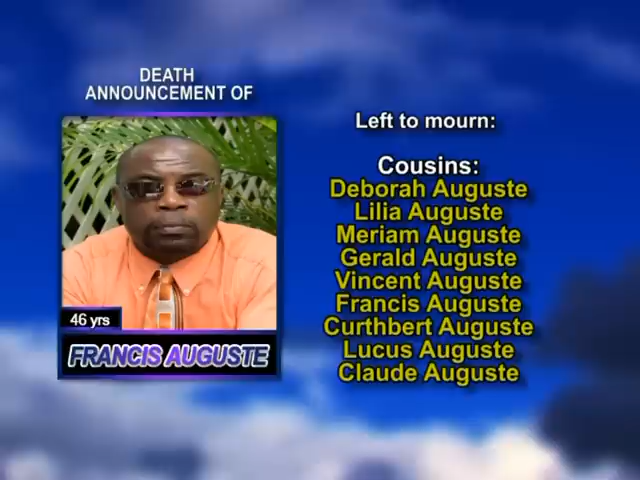 DEATH
ANNOUNCEMENT OF
46 yrs
FRANCIS AUGUSTE
Left to mourn:
Cousins:
Deborah Auguste
Lilia Auguste
Meriam Auguste
Gerald Auguste
Vincent Auguste
Francis Auguste
Curthbert Auguste
Lucus Auguste
Claude Auguste